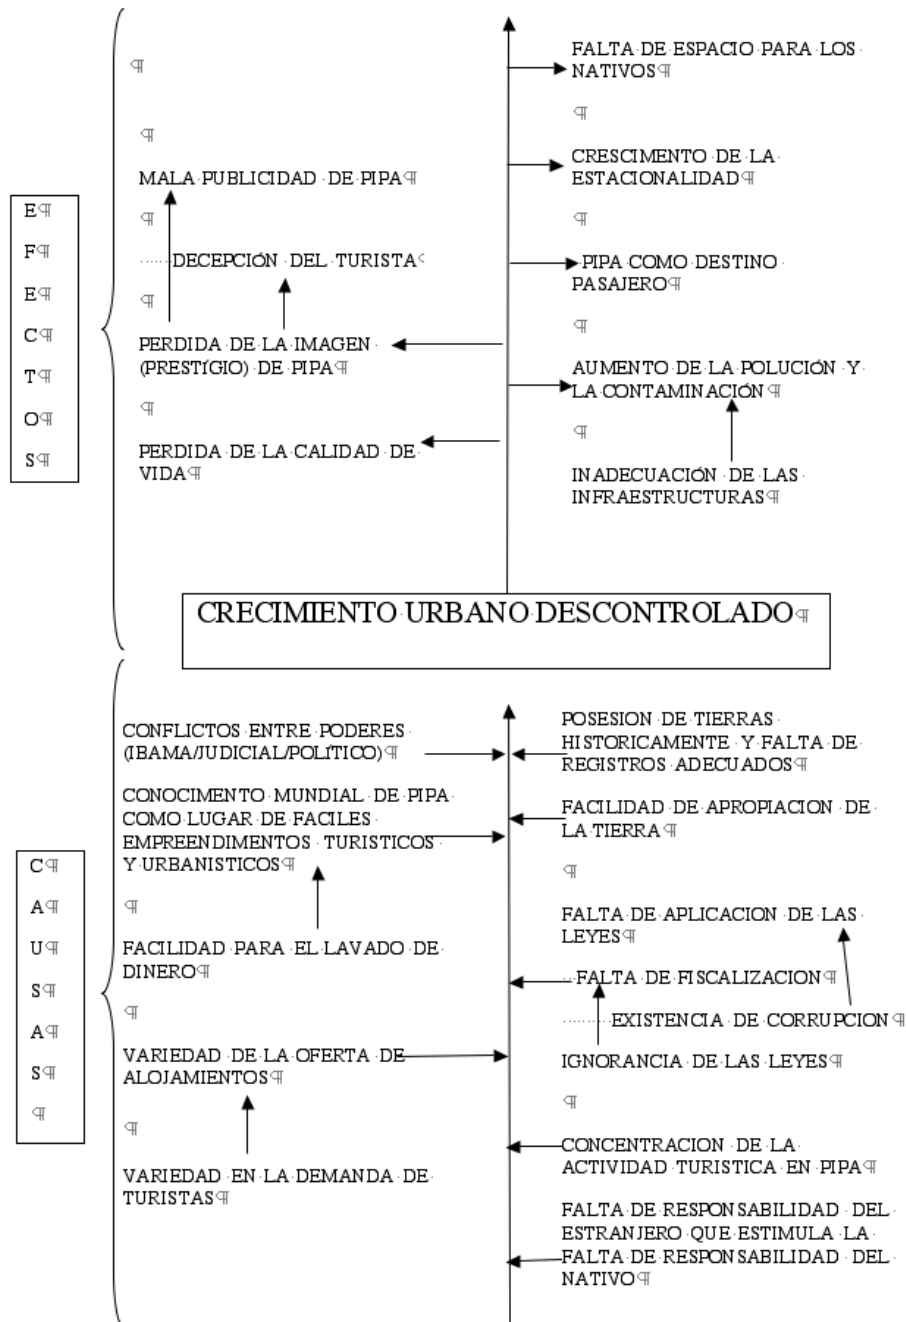 E
F
E
C
T
O
S
MALA PUBLICIDAD DE PIPA
DECEPCIÓN DEL TURISTA
PERDIDA DE LA IMAGEN
(PRESTÍGIO) DE PIPA
PERDIDA DE LA CALIDAD DE
VIDA
FALTA DE ESPACIO PARA LOS
NATIVOS
CRESCIMENTO DE LA
ESTACIONALIDAD
PIPA COMO DESTINO
PASAJERO
AUMENTO DE LA POLUCIÓN Y
LA CONTAMINACIÓN
INADECUACIÓN DE LAS
INFRAESTRUCTURAS
CRECIMIENTO URBANO DESCONTROLADO
C
A
U
S
A
S
CONFLICTOS ENTRE PODERES
(IBAMA/JUDICIAL/POLÍTICO)
CONOCIMENTO MUNDIAL DE PIPA
COMO LUGAR DE FACILES
EMPREENDIMENTOS TURISTICOS
Y URBANISTICOS
FACILIDAD PARA EL LAVADO DE
DINERO
VARIEDAD DE LA OFERTA DE
ALOJAMIENTOS
VARIEDAD EN LA DEMANDA DE
TURISTAS
POSESION DE TIERRAS
HISTORICAMENTE Y FALTA DE
REGISTROS ADECUADOS
FACILIDAD DE APROPIACION DE
LA TIERRA
FALTA DE APLICACION DE LAS
LEYES
FALTA DE FISCALIZACION
EXISTENCIA DE CORRUPCION
IGNORANCIA DE LAS LEYES
CONCENTRACION DE LA
ACTIVIDAD TURISTICA EN PIPA
FALTA DE RESPONSABILIDAD DEL
ESTRANJERO QUE ESTIMULA LA
FALTA DE RESPONSABILIDAD DEL
NATIVO